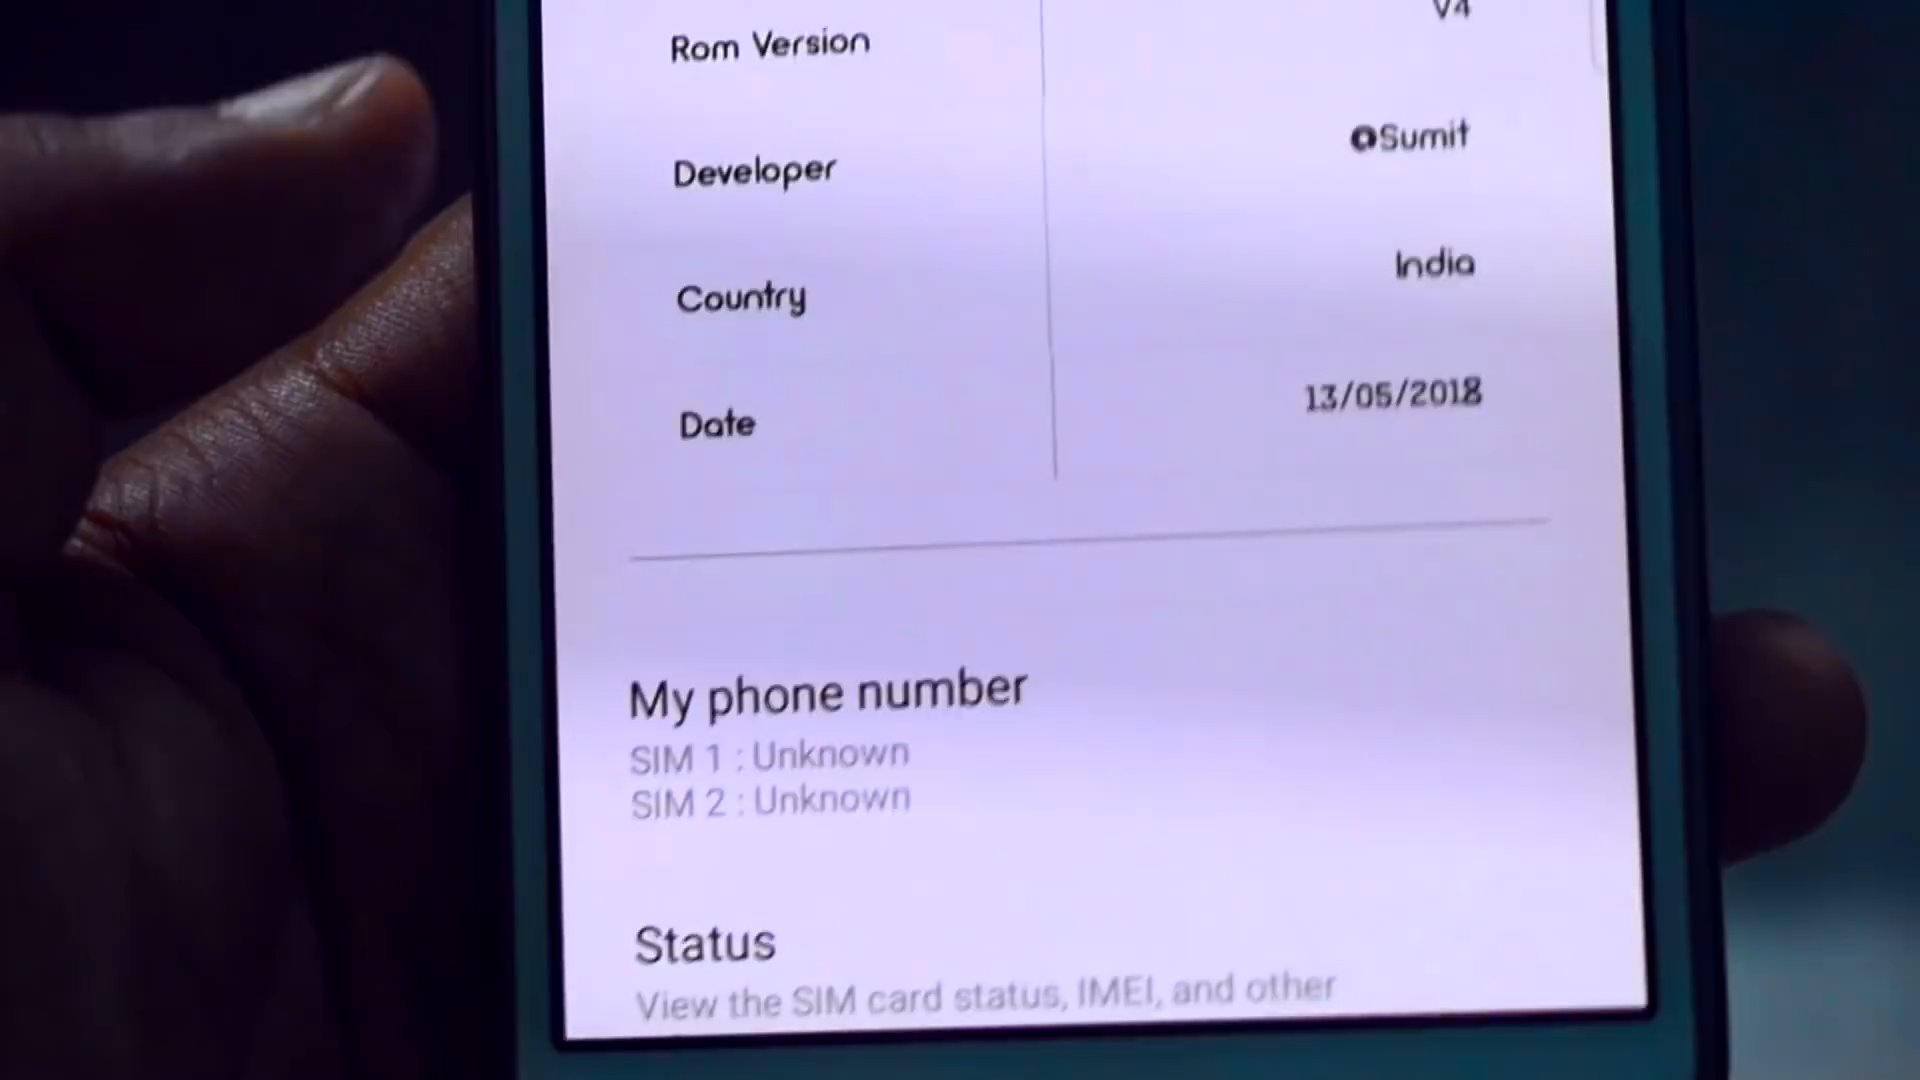 Rom Version V4
Developer @Sumit
Country India
Date 13/05/2018
My phone number
SIM 1 : Unknown
SIM 2 : Unknown
Status
View the SIM card status, IMEI, and other